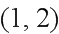 (1, 2)